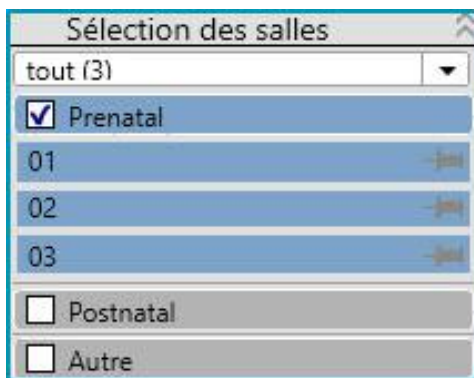 Sélection des salles
tout (3)
Prenatal
01
02
03
Postnatal
Autre